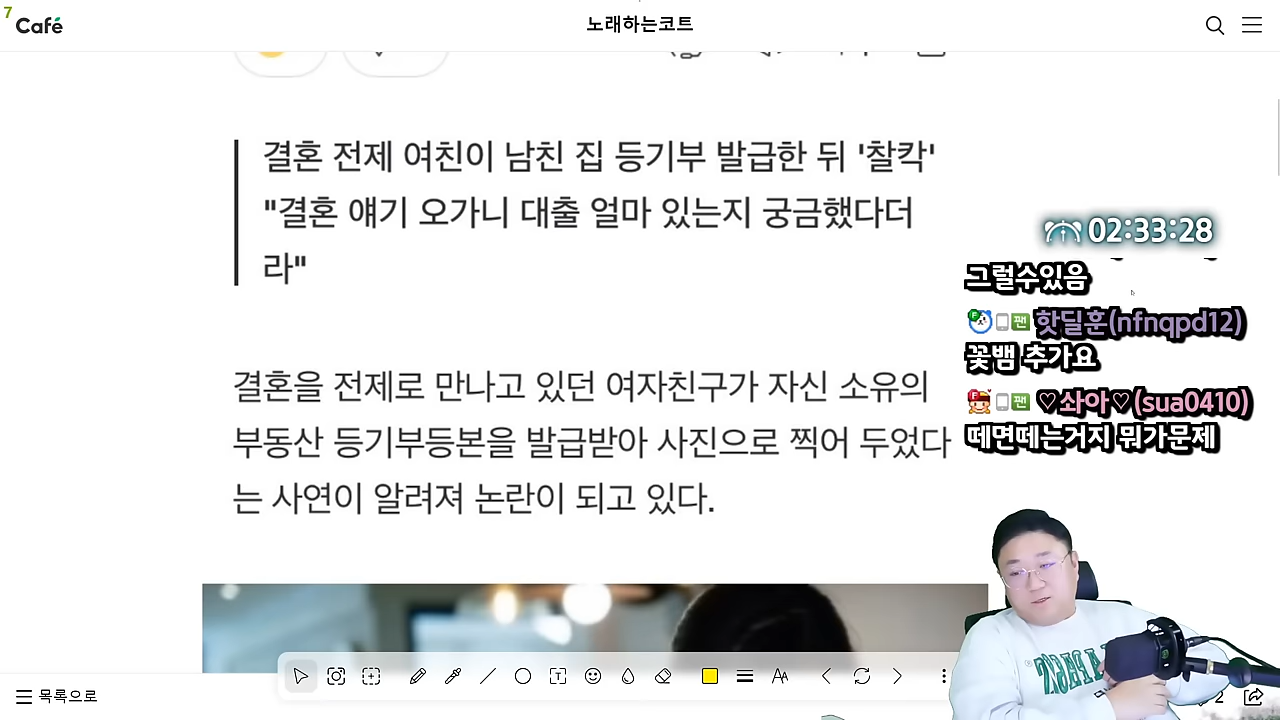 7
Café
노래하는코트
결혼 전제 여친이 남친 집 등기부 발급한 뒤 '찰칵'
"결혼 얘기 오가니 대출 얼마 있는지 궁금했다더
라"
02:33:28
그럴수있음
F 팬 핫딜훈(nfnqpd12)
꽃뱀 추가요
F 팬 ♡솨아♡(sua0410)
떼면떼는거지 뭐가문제
결혼을 전제로 만나고 있던 여자친구가 자신 소유의
부동산 등기부등본을 발급받아 사진으로 찍어 두었다
는 사연이 알려져 논란이 되고 있다.
목록으로
2